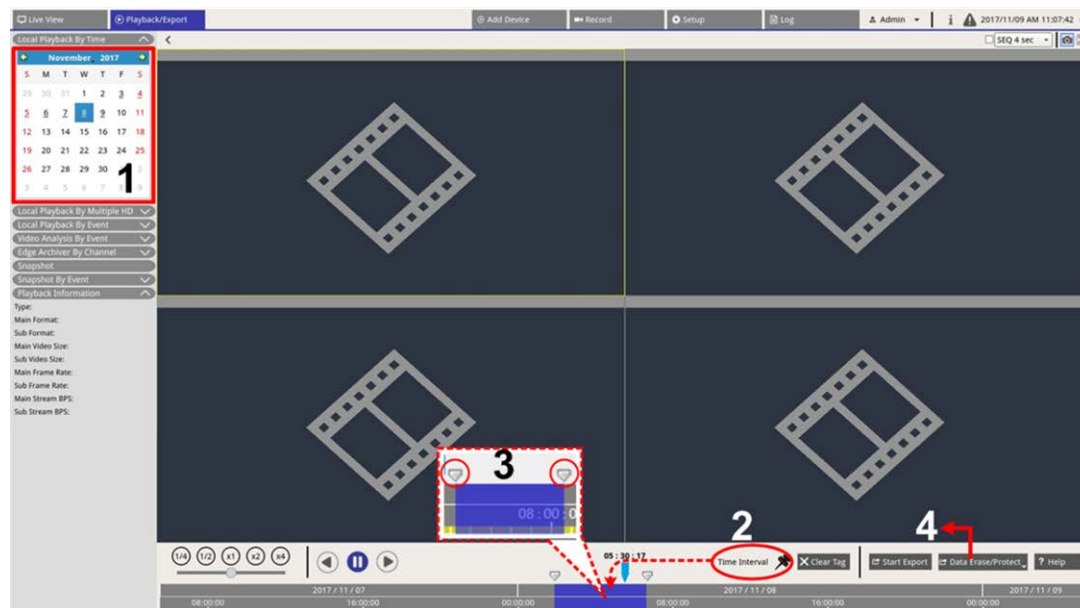 Live View
Playback/Export
Add Device
Record
Setup
Log
Admin
i
2017/11/09 AM 11:07:42
Local Playback By Time
<
SEQ 4 sec
November 2017
S M T W T F S
29 30 31 1 2 3 4
5 6 7 8 9 10 11
12 13 14 15 16 17 18
19 20 21 22 23 24 25
26 27 28 29 30 2
3 4 5 6 7 8 9
1
Local Playback By Multiple HD
Local Playback By Event
Video Analysis By Event
Edge Archiver By Channel
Snapshot
Snapshot By Event
Playback Information
Type:
Main Format:
Sub Format:
Main Video Size:
Sub Video Size:
Main Frame Rate:
Sub Frame Rate:
Main Stream BPS:
Sub Stream BPS:
3
08 : 00 : 0
2
4
1/4 1/2 x1 x2 x4
05 : 30 : 17
Time Interval
Clear Tag
Start Export
Data Erase/Protect
? Help
2017 / 11 / 07
2017 / 11 / 08
2017 / 11 / 09
08:00:00
16:00:00
00:00:00
08:00:00
16:00:00
00:00:00